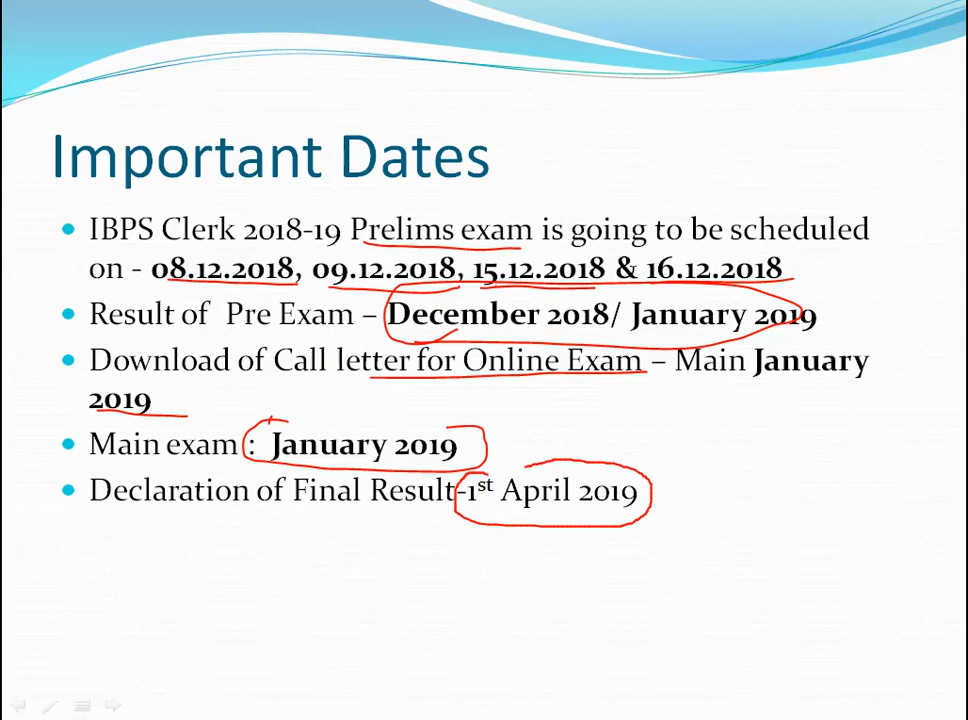 Important Dates
IBPS Clerk 2018-19 Prelims exam is going to be scheduled
on - 08.12.2018, 09.12.2018, 15.12.2018 & 16.12.2018
Result of Pre Exam – December 2018/ January 2019
Download of Call letter for Online Exam – Main January
2019
Main exam : January 2019
Declaration of Final Result-1st April 2019